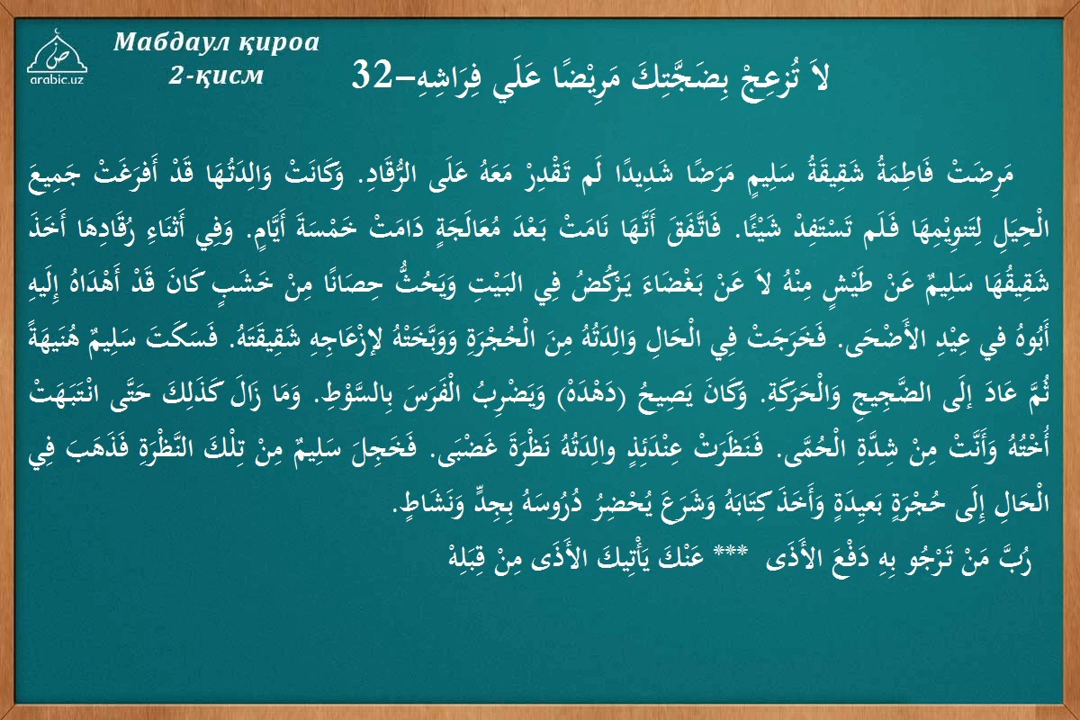 Мабдаул қироа
2-қисм
arabic.uz
32–لاَ تُزعِجْ بِضَجَّتِكَ مَرِيْضًا عَلَي فِرَاشِهِ
مَرِضَتْ فَاطِمَةُ شَقِيقَةُ سَلِيمٍ مَرَضًا شَدِيدًا لَم تَقْدِرْ مَعَهُ عَلَى الرُّقَادِ. وَكَانَتْ وَالِدَتُهَا قَدْ أَفرَغَتْ جَمِيعَ
الْحِيَلِ لِتَنوِيْمِهَا فَلَم تَسْتَفِدْ شَيْئًا. فَاتَّفَقَ أَنَّهَا نَامَتْ بَعْدَ مُعَالَجَةٍ دَامَتْ خَمْسَةَ أَيَّامٍ. وَفِي أَثْنَاءِ رُقَادِهَا أَخَذَ
شَقِيقُهَا سَلِيمٌ عَنْ طَيْشٍ مِنْهُ لاَ عَنْ بَغْضَاءَ يَرْكُضُ فِي البَيْتِ وَيَحُثُّ حِصَانًا مِنْ خَشَبٍ كَانَ قَدْ أَهْدَاهُ إِلَيهِ
أَبُوهُ في عِيْدِ الأَضْحَى. فَخَرَجَتْ فِي الْحَالِ وَالِدَتُهُ مِنَ الْحُجْرَةِ وَوَبَّخَتْهُ لإزْعَاجِهِ شَقِيقَتَهُ. فَسَكَتَ سَلِيمٌ هُنَيهَةً
ثُمَّ عَادَ إلَى الضَّجِيجِ وَالْحَرَكَةِ. وَكَانَ يَصِيحُ (دَهْدَهْ) وَيَضْرِبُ الْفَرَسَ بِالسَّوْطِ. وَمَا زَالَ كَذَلِكَ حَتَّى انْتَبَهَتْ
أُخْتُهُ وَأَنَّتْ مِنْ شِدَّةِ الْحُمَّى. فَنَظَرَتْ عِنْدَئِذٍ والِدَتُهُ نَظْرَةَ غَضْبَى. فَخَجِلَ سَلِيمٌ مِنْ تِلْكَ النَّظْرَةِ فَذَهَبَ فِي
الْحَالِ إِلَى حُجْرَةٍ بَعِيدَةٍ وَأَخَذَ كِتَابَهُ وَشَرَعَ يُحْضِرُ دُرُوسَهُ بِجِدٍّ وَنَشَاطٍ.
رُبَّ مَنْ تَرْجُو بِهِ دَفْعَ الأَذَى *** عَنْكَ يَأْتِيكَ الأَذَى مِنْ قِبَلِهْ